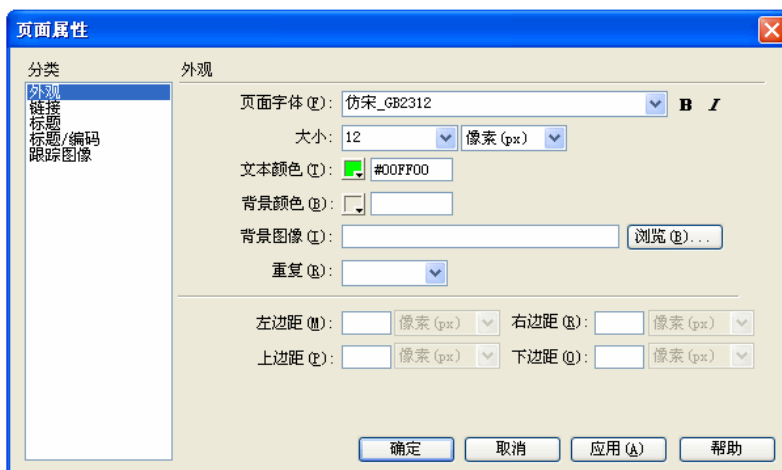 页面属性
分类
外观
链接
标题
标题/编码
跟踪图像
外观
页面字体(F): 仿宋_GB2312 B I
大小: 12 像素(px)
文本颜色(T): #00FF00
背景颜色(B):
背景图像(I): 浏览(B)...
重复(R):
左边距(M): 像素(px) 右边距(R): 像素(px)
上边距(P): 像素(px) 下边距(O): 像素(px)
确定 取消 应用(A) 帮助